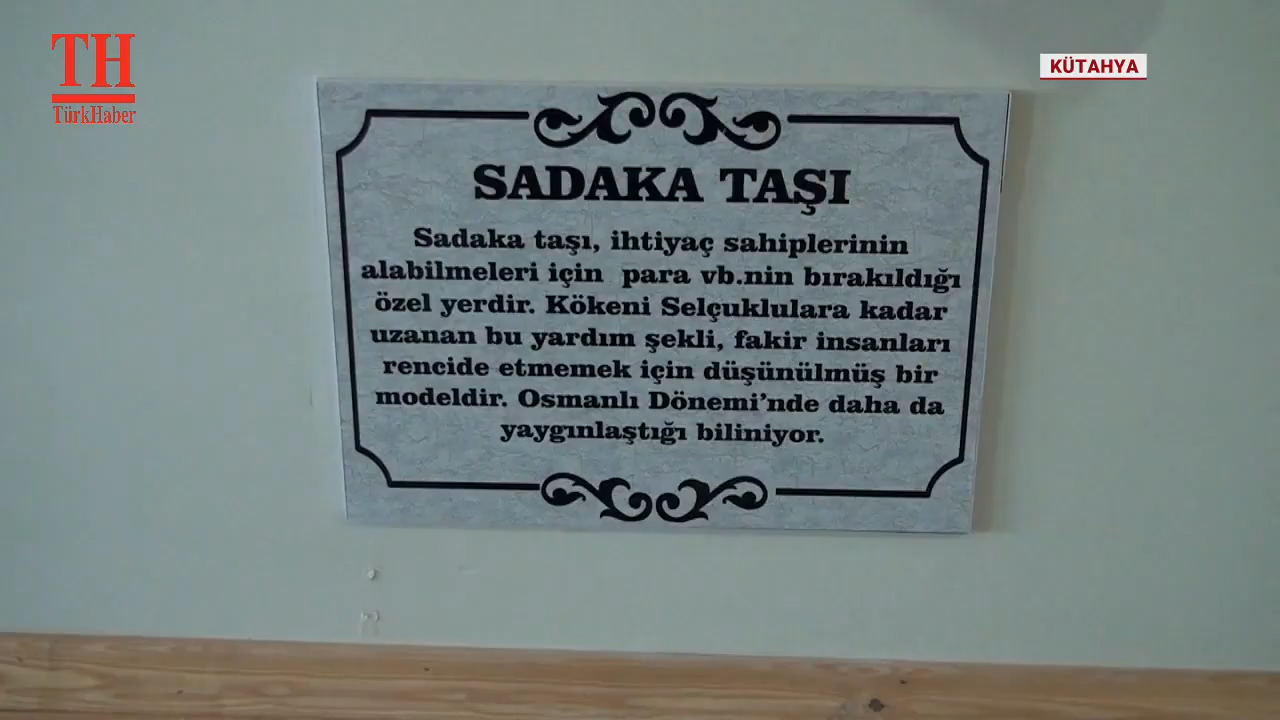 TH
TürkHaber
KÜTAHYA
SADAKA TAŞI
Sadaka taşı, ihtiyaç sahiplerinin
alabilmeleri için para vb.nin bırakıldığı
özel yerdir. Kökeni Selçuklulara kadar
uzanan bu yardım şekli, fakir insanları
rencide etmemek için düşünülmüş bir
modeldir. Osmanlı Dönemi'nde daha da
yaygınlaştığı biliniyor.